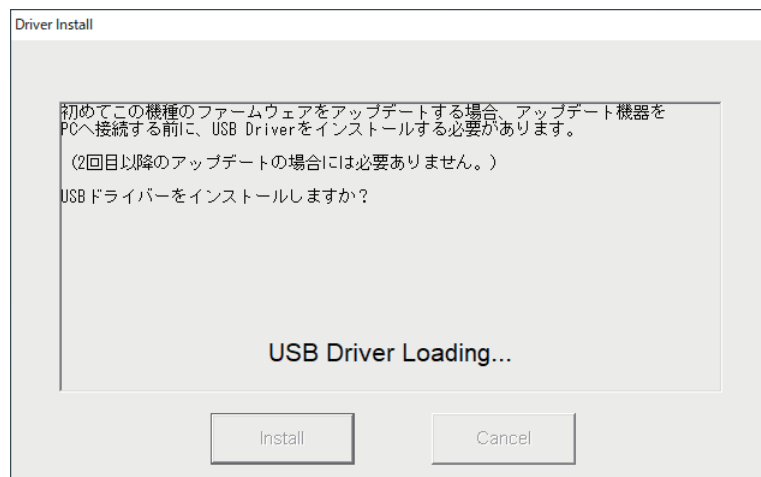 Driver Install
初めてこの機種のファームウェアをアップデートする場合、アップデート機器を
PCへ接続する前に、USB Driverをインストールする必要があります。
（2回目以降のアップデートの場合には必要ありません。）
USBドライバーをインストールしますか？
USB Driver Loading...
Install
Cancel